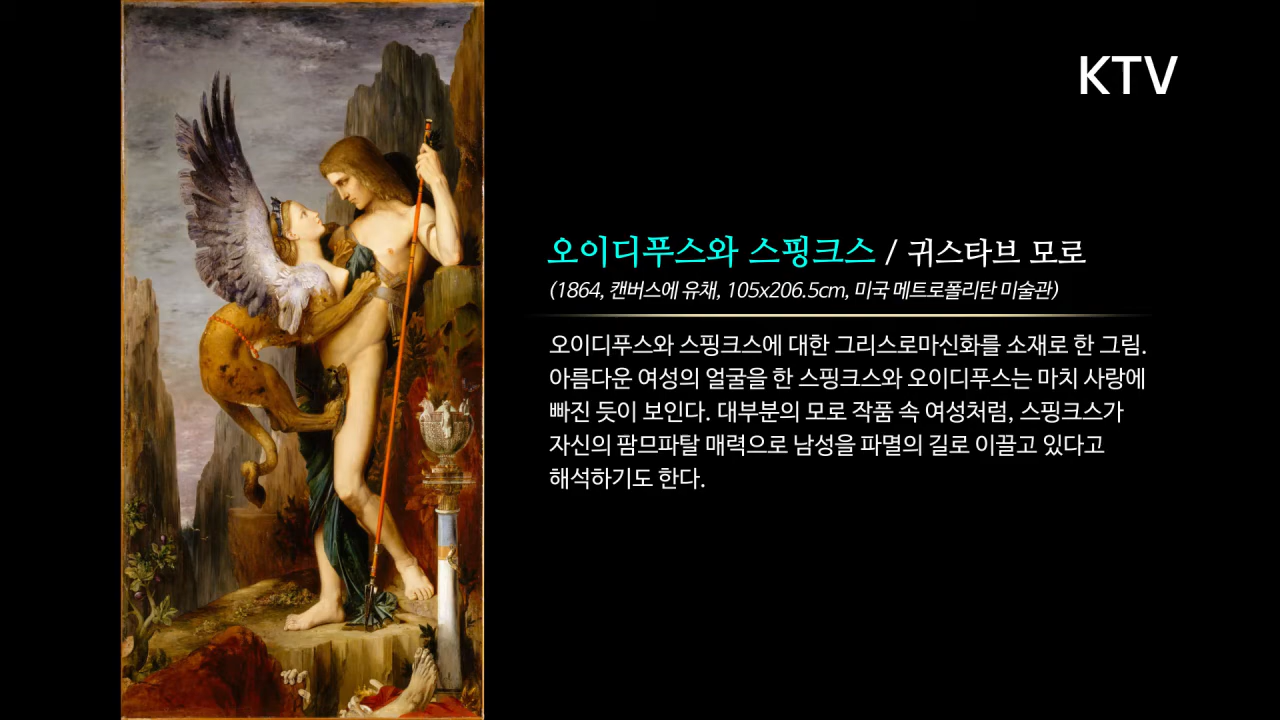 KTV
오이디푸스와 스핑크스 / 귀스타브 모로
(1864, 캔버스에 유채, 105x206.5cm, 미국 메트로폴리탄 미술관)
오이디푸스와 스핑크스에 대한 그리스로마신화를 소재로 한 그림.
아름다운 여성의 얼굴을 한 스핑크스와 오이디푸스는 마치 사랑에
빠진 듯이 보인다. 대부분의 모로 작품 속 여성처럼, 스핑크스가
자신의 팜므파탈 매력으로 남성을 파멸의 길로 이끌고 있다고
해석하기도 한다.